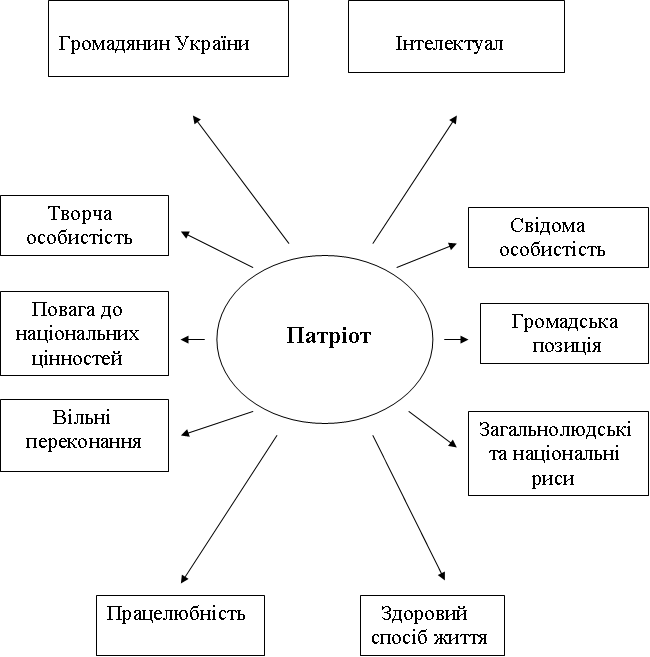 Громадянин України
Інтелектуал
Творча
особистість
Свідома
особистість
Повага до
національних
цінностей
Патріот
Громадська
позиція
Вільні
переконання
Загальнолюдські
та національні
риси
Працелюбність
Здоровий
спосіб життя